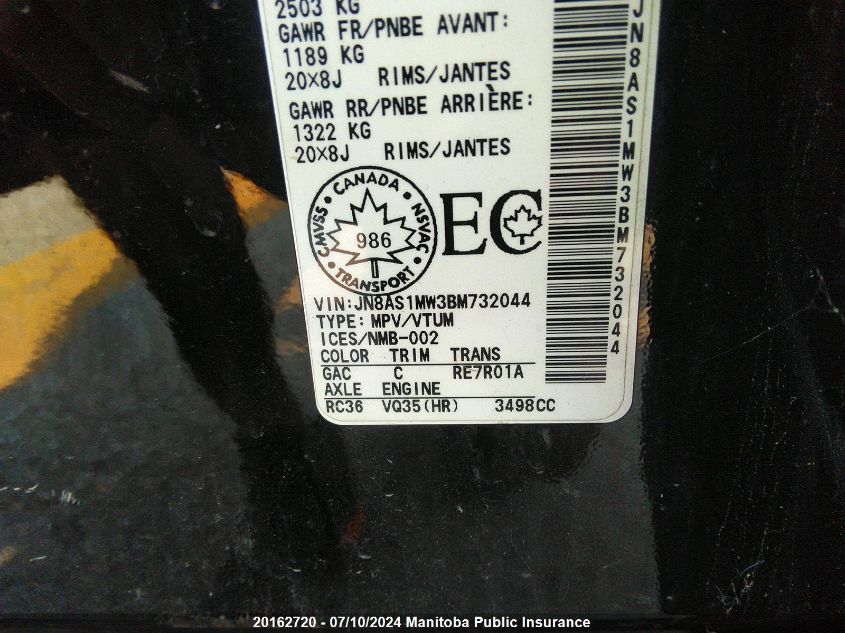 2503 KG
GAWR FR/PNBE AVANT:
1189 KG
20X8J RIMS/JANTES
GAWR RR/PNBE ARRIÈRE:
1322 KG
20X8J RIMS/JANTES
CANADA
CMVSS NSVAC
986
TRANSPORT
EC
VIN:JN8AS1MW3BM732044
TYPE: MPV/VTUM
ICES/NMB-002
COLOR TRIM TRANS
GAC C RE7R01A
AXLE ENGINE
RC36 VQ35(HR) 3498CC
JN8AS1MW3BM732044
20162720 - 07/10/2024 Manitoba Public Insurance